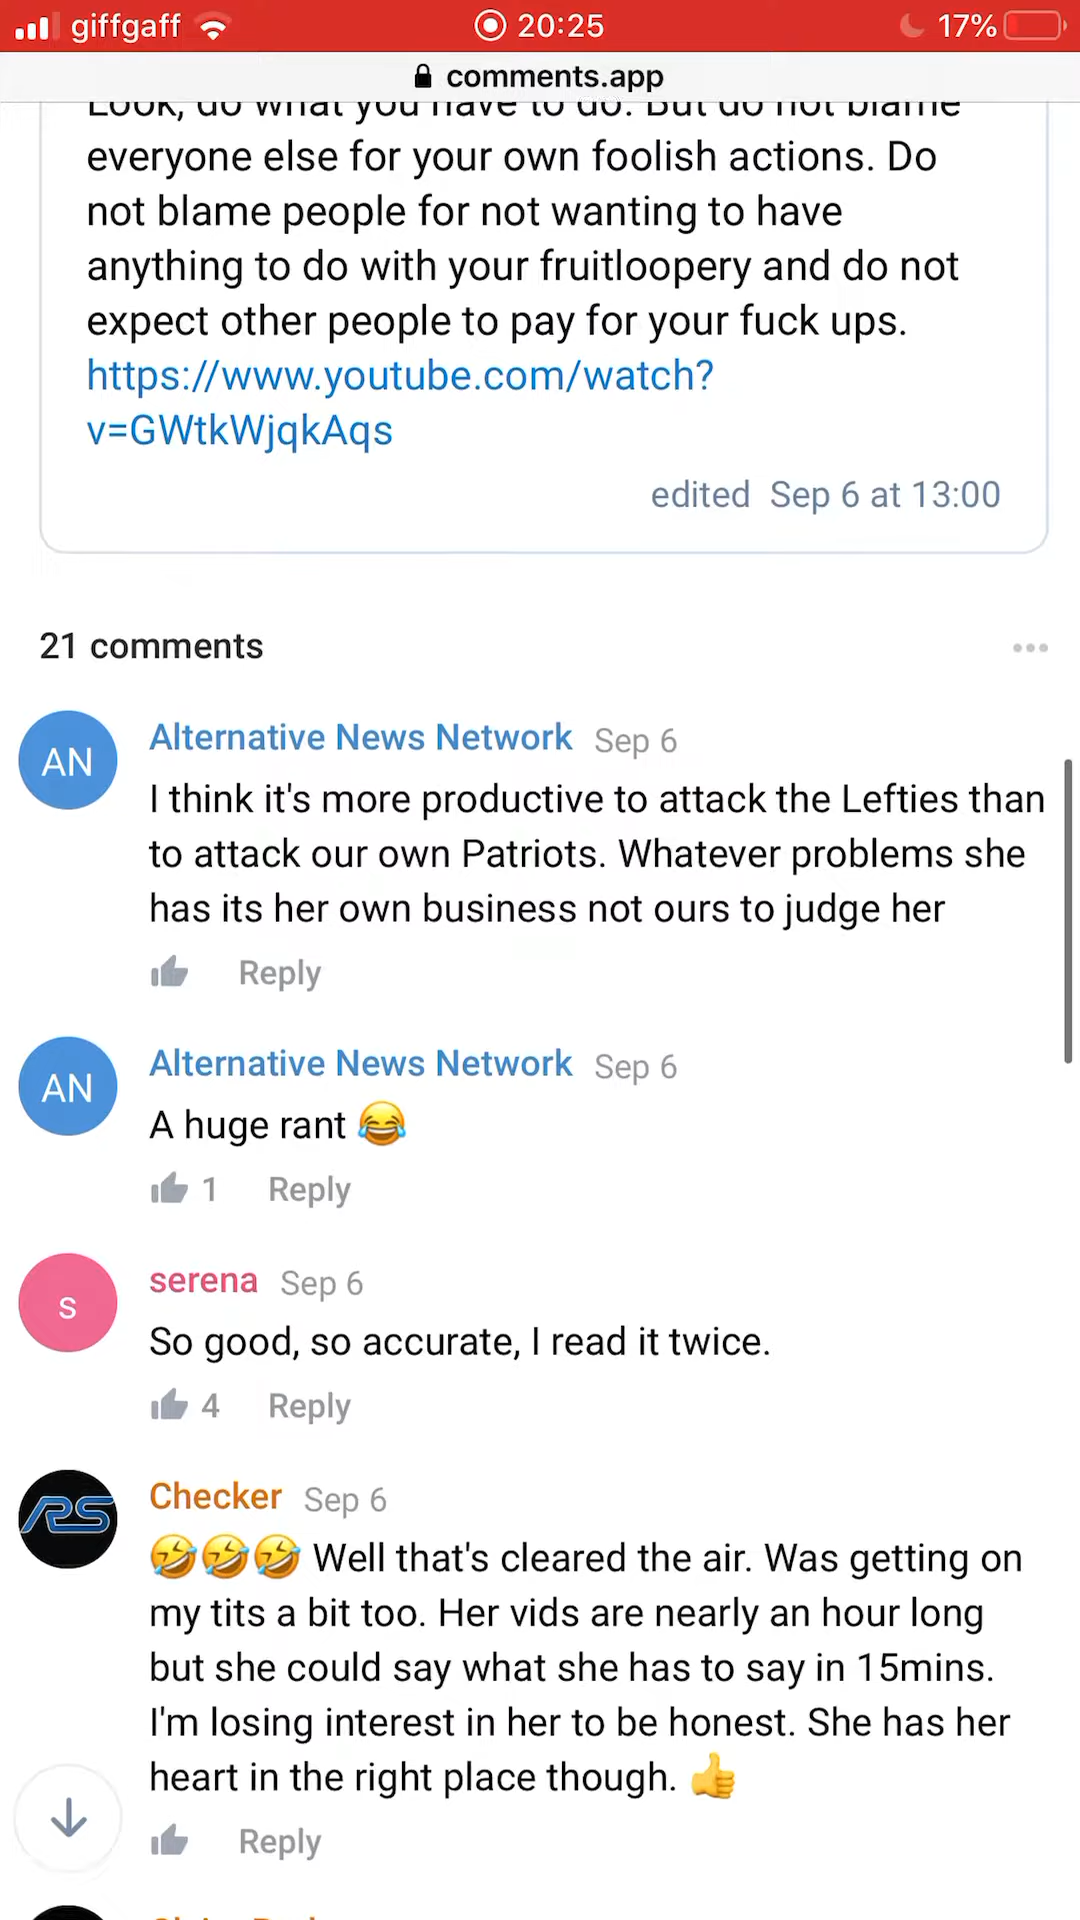 giffgaff 20:25 17%
comments.app
Look, do what you have to do. But do not blame
everyone else for your own foolish actions. Do
not blame people for not wanting to have
anything to do with your fruitloopery and do not
expect other people to pay for your fuck ups.
https://www.youtube.com/watch?
v=GWtkWjqkAqs
edited Sep 6 at 13:00
21 comments
AN
Alternative News Network Sep 6
I think it's more productive to attack the Lefties than
to attack our own Patriots. Whatever problems she
has its her own business not ours to judge her
Reply
AN
Alternative News Network Sep 6
A huge rant 😂
1 Reply
s
serena Sep 6
So good, so accurate, I read it twice.
4 Reply
RS
Checker Sep 6
🤣🤣🤣 Well that's cleared the air. Was getting on
my tits a bit too. Her vids are nearly an hour long
but she could say what she has to say in 15mins.
I'm losing interest in her to be honest. She has her
heart in the right place though. 👍
Reply